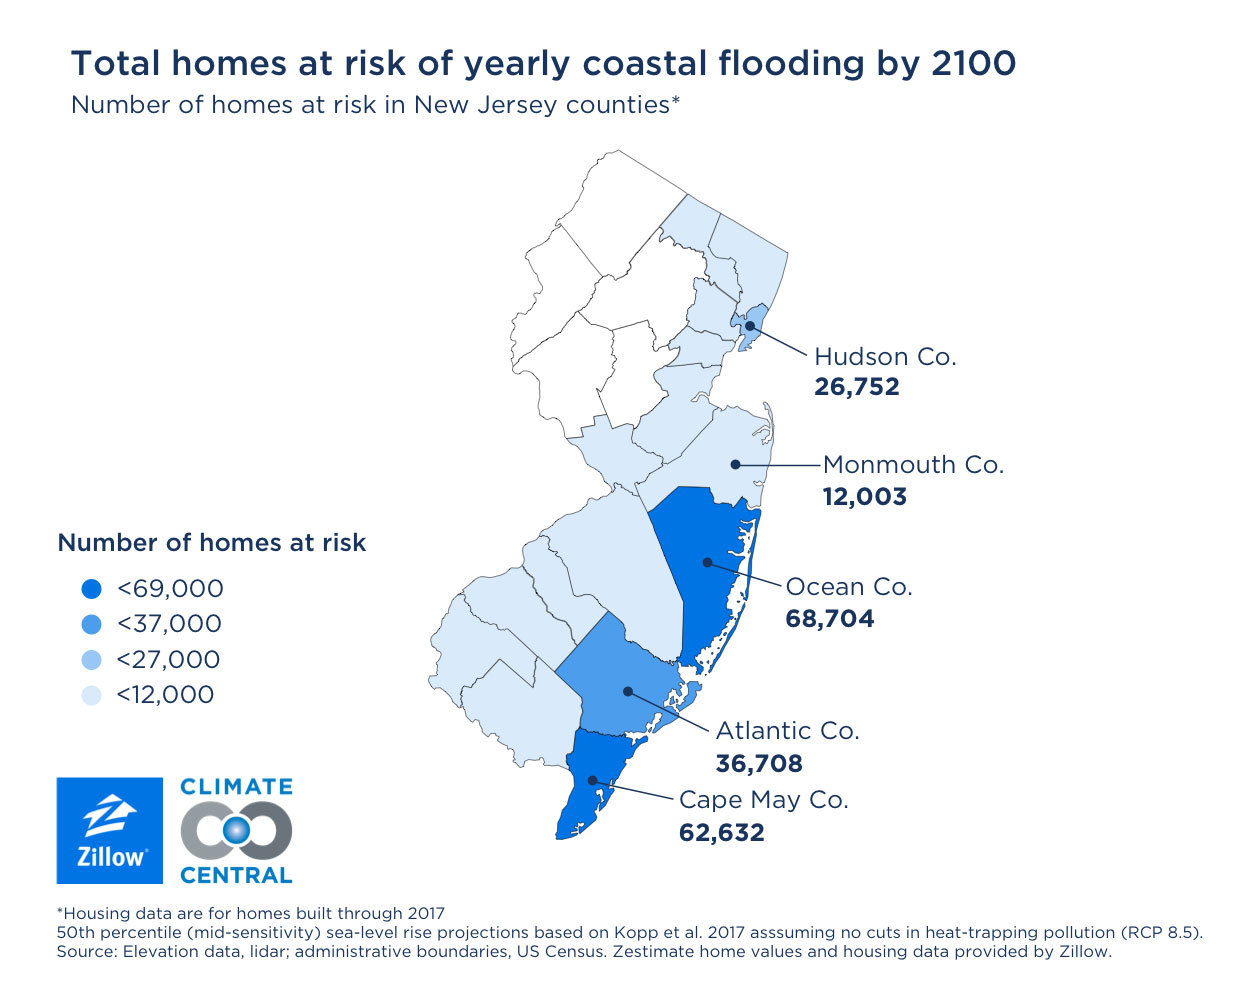 Total homes at risk of yearly coastal flooding by 2100
Number of homes at risk in New Jersey counties*
Hudson Co.
26,752
Monmouth Co.
12,003
Ocean Co.
68,704
Atlantic Co.
36,708
Cape May Co.
62,632
Number of homes at risk
<69,000
<37,000
<27,000
<12,000
Zillow
CLIMATE
CENTRAL
*Housing data are for homes built through 2017
50th percentile (mid-sensitivity) sea-level rise projections based on Kopp et al. 2017 asssuming no cuts in heat-trapping pollution (RCP 8.5).
Source: Elevation data, lidar; administrative boundaries, US Census. Zestimate home values and housing data provided by Zillow.